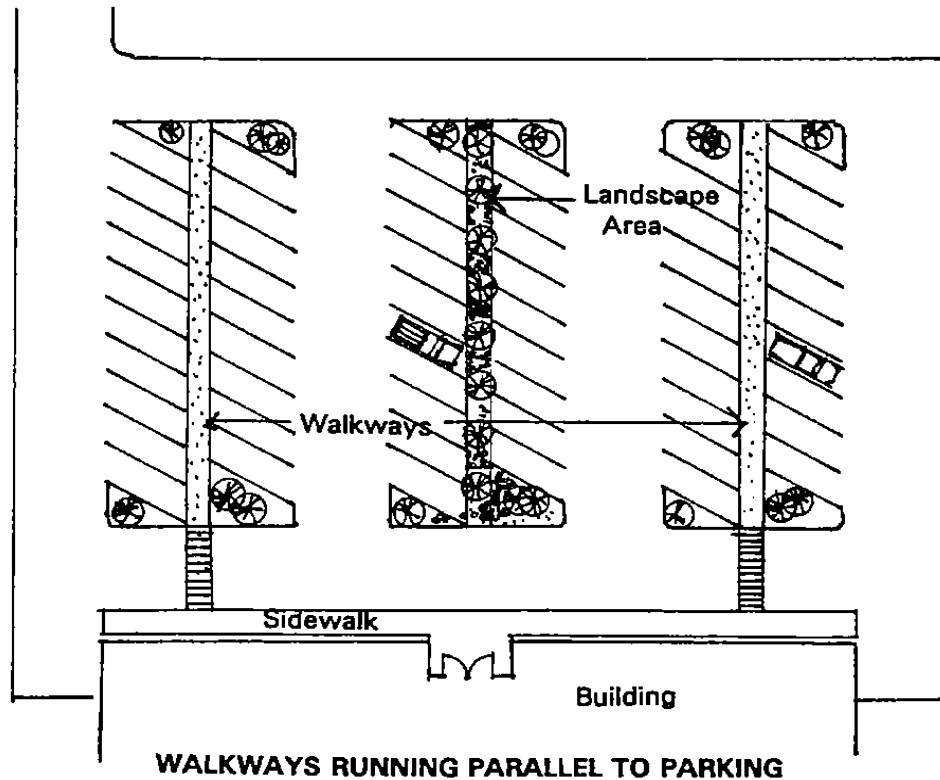 Landscape
Area
Walkways
Sidewalk
Building
WALKWAYS RUNNING PARALLEL TO PARKING